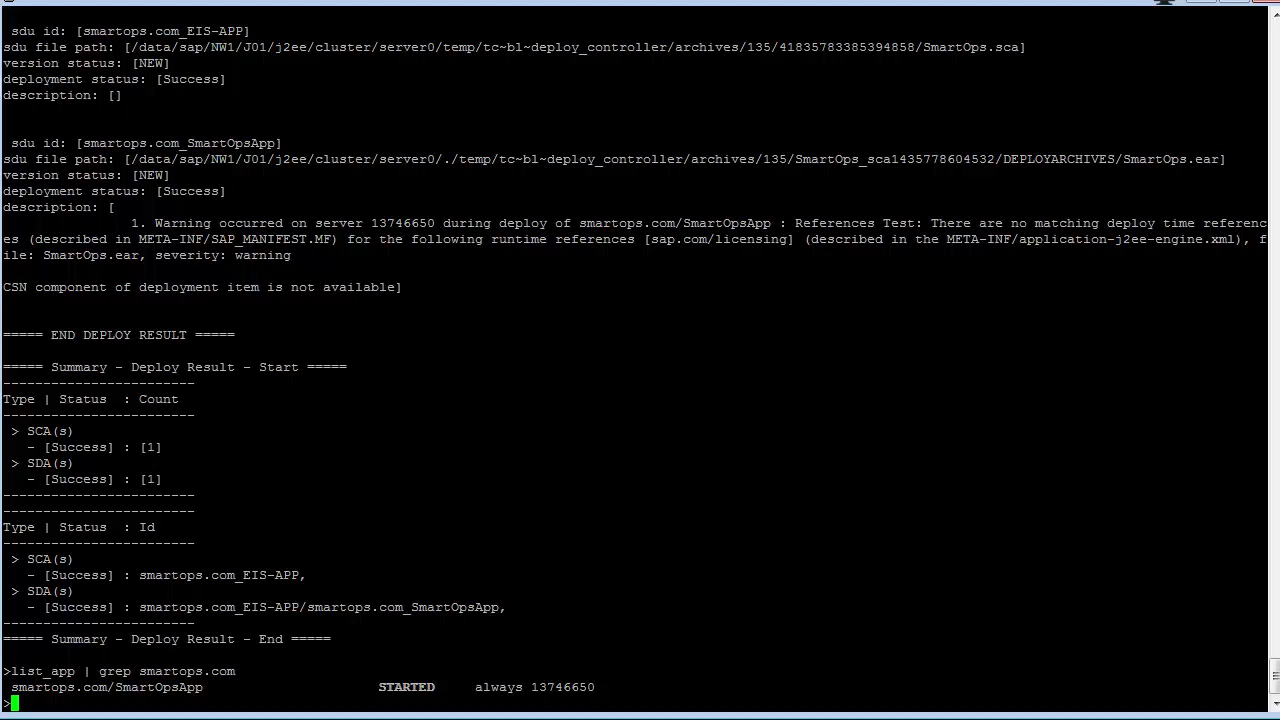 sdu id: [smartops.com_EIS-APP]
sdu file path: [/data/sap/NW1/J01/j2ee/cluster/server0/temp/tc~bl~deploy_controller/archives/135/41835783385394858/SmartOps.sca]
version status: [NEW]
deployment status: [Success]
description: []
sdu id: [smartops.com_SmartOpsApp]
sdu file path: [/data/sap/NW1/J01/j2ee/cluster/server0/./temp/tc~bl~deploy_controller/archives/135/SmartOps_sca1435778604532/DEPLOYARCHIVES/SmartOps.ear]
version status: [NEW]
deployment status: [Success]
description: [
1. Warning occurred on server 13746650 during deploy of smartops.com/SmartOpsApp : References Test: There are no matching deploy time referenc
es (described in META-INF/SAP_MANIFEST.MF) for the following runtime references [sap.com/licensing] (described in the META-INF/application-j2ee-engine.xml), f
ile: SmartOps.ear, severity: warning
CSN component of deployment item is not available]
===== END DEPLOY RESULT =====
===== Summary - Deploy Result - Start =====
------------------------
Type | Status  : Count
------------------------
> SCA(s)
- [Success] : [1]
> SDA(s)
- [Success] : [1]
------------------------
------------------------
Type | Status  : Id
------------------------
> SCA(s)
- [Success] : smartops.com_EIS-APP,
> SDA(s)
- [Success] : smartops.com_EIS-APP/smartops.com_SmartOpsApp,
------------------------
===== Summary - Deploy Result - End =====
>list_app | grep smartops.com
smartops.com/SmartOpsApp STARTED always 13746650
>